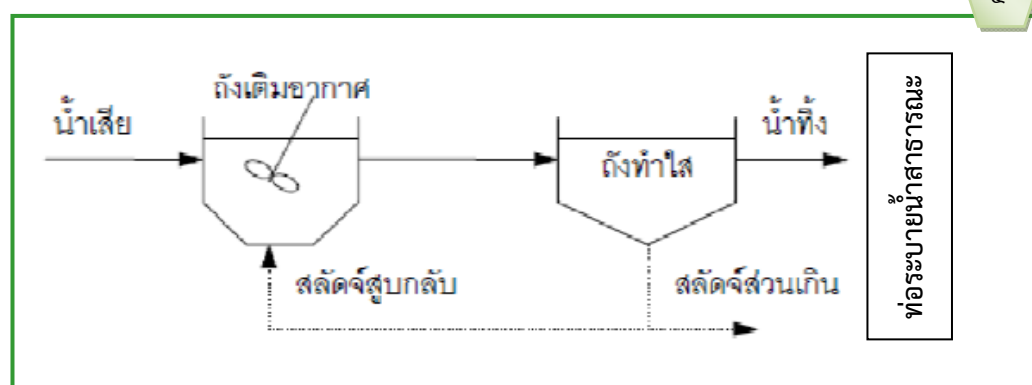 ถังเติมอากาศ
น้ำเสีย
น้ำทิ้ง
ถังทำใส
ท่อระบายน้ำสาธารณะ
สลัดจ์สูบกลับ
สลัดจ์ส่วนเกิน